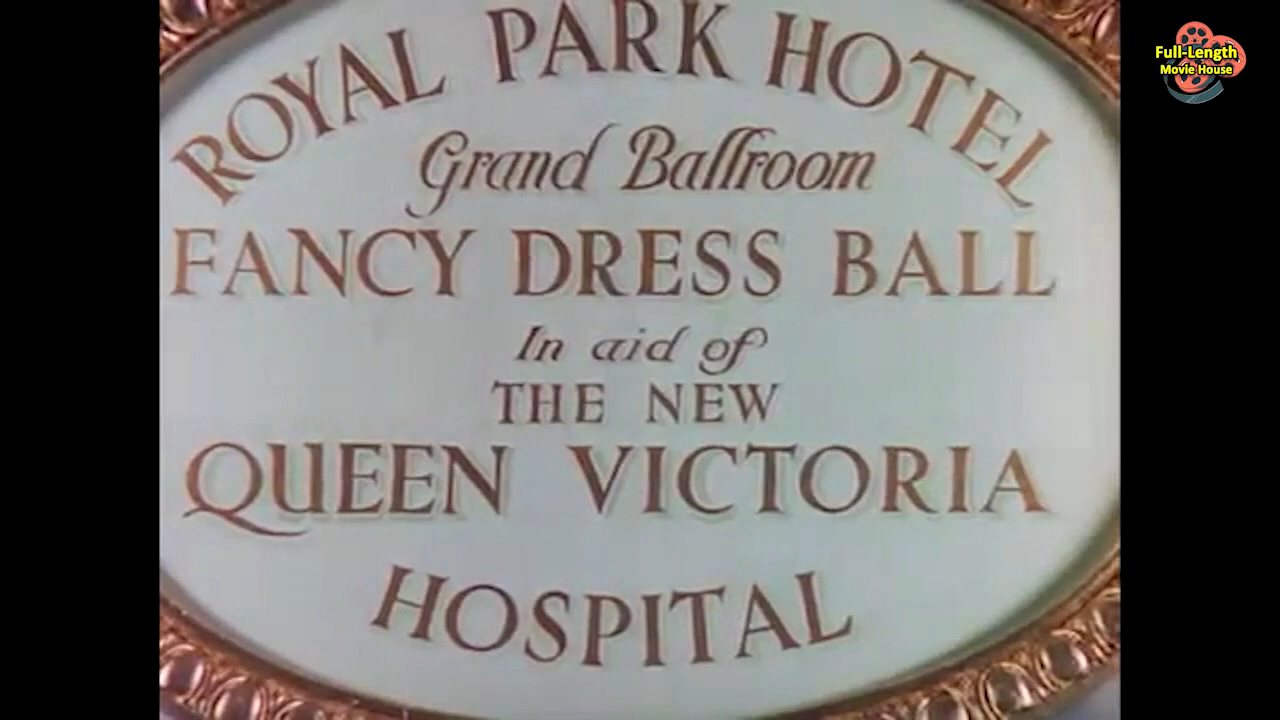 ROYAL PARK HOTEL
Grand Ballroom
FANCY DRESS BALL
In aid of
THE NEW
QUEEN VICTORIA
HOSPITAL
Full-Length
Movie House